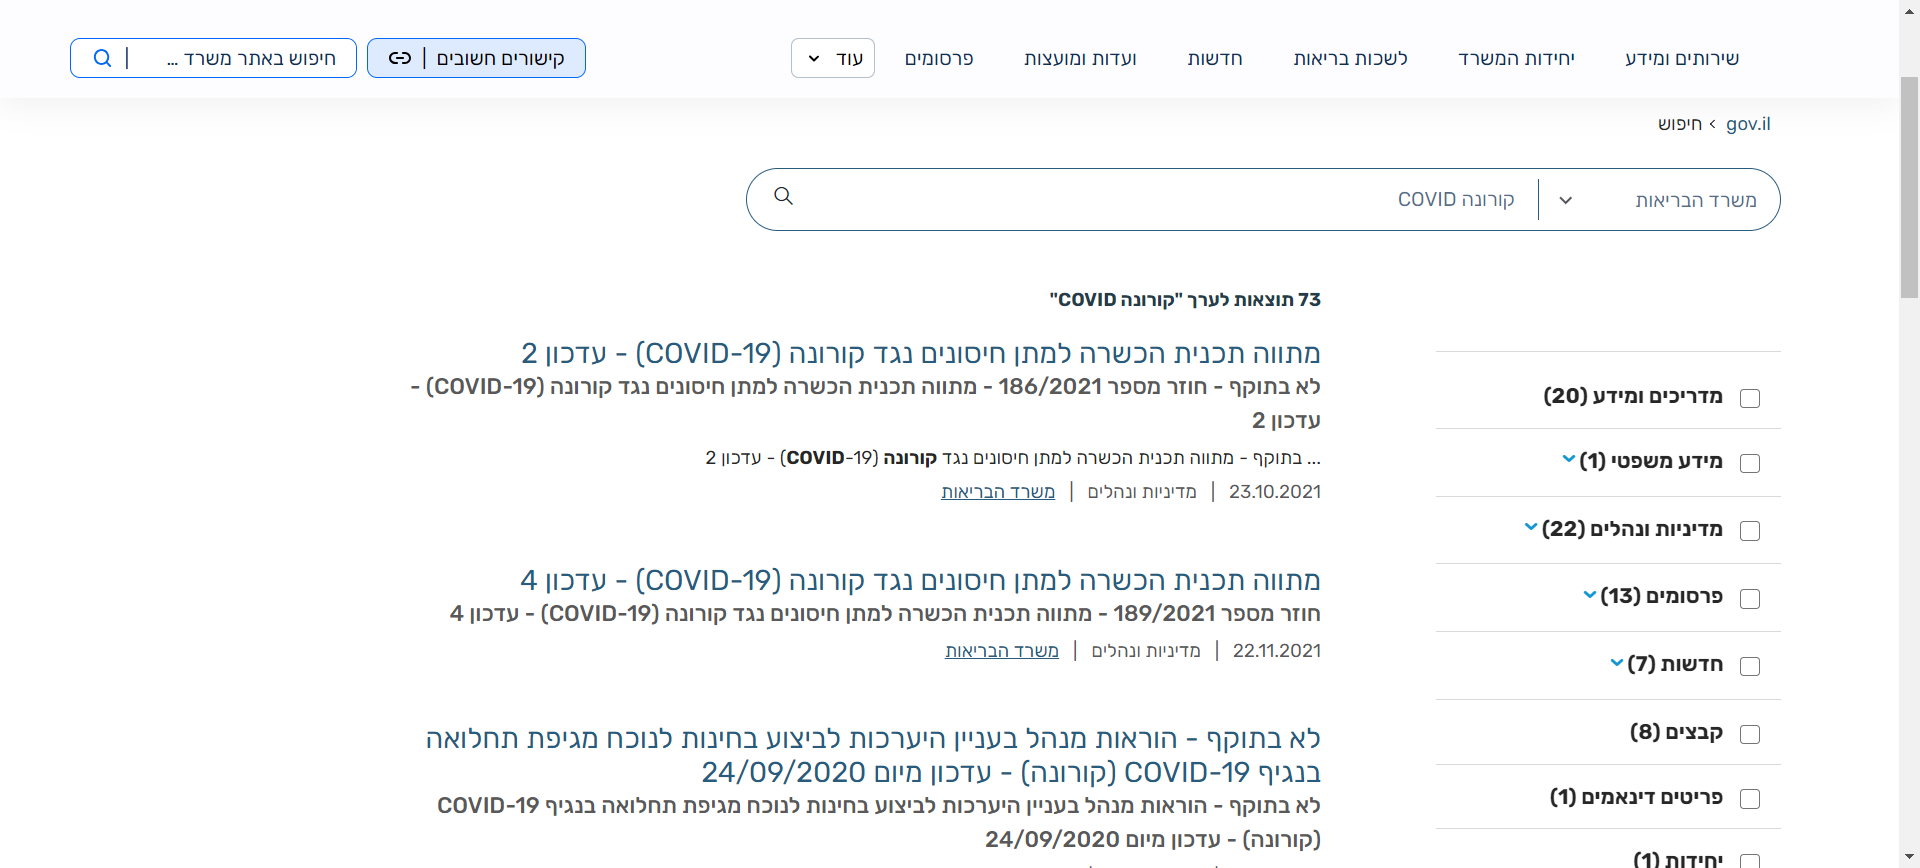 שירותים ומידע
יחידות המשרד
לשכות בריאות
חדשות
ועדות ומועצות
פרסומים
עוד
קישורים חשובים
חיפוש באתר משרד ...
gov.il › חיפוש
משרד הבריאות
קורונה COVID
73 תוצאות לערך "קורונה COVID"
מתווה תכנית הכשרה למתן חיסונים נגד קורונה (COVID-19) - עדכון 2
לא בתוקף - חוזר מספר 186/2021 - מתווה תכנית הכשרה למתן חיסונים נגד קורונה (COVID-19) -
עדכון 2
... בתוקף - מתווה תכנית הכשרה למתן חיסונים נגד קורונה (COVID-19) - עדכון 2
23.10.2021 | מדיניות ונהלים | משרד הבריאות
מתווה תכנית הכשרה למתן חיסונים נגד קורונה (COVID-19) - עדכון 4
חוזר מספר 189/2021 - מתווה תכנית הכשרה למתן חיסונים נגד קורונה (COVID-19) - עדכון 4
22.11.2021 | מדיניות ונהלים | משרד הבריאות
לא בתוקף - הוראות מנהל בעניין היערכות לביצוע בחינות לנוכח מגיפת תחלואה
בנגיף COVID-19 (קורונה) - עדכון מיום 24/09/2020
לא בתוקף - הוראות מנהל בעניין היערכות לביצוע בחינות לנוכח מגיפת תחלואה בנגיף COVID-19
(קורונה) - עדכון מיום 24/09/2020
מדריכים ומידע (20)
מידע משפטי (1)
מדיניות ונהלים (22)
פרסומים (13)
חדשות (7)
קבצים (8)
פריטים דינאמים (1)
יחידות (1)